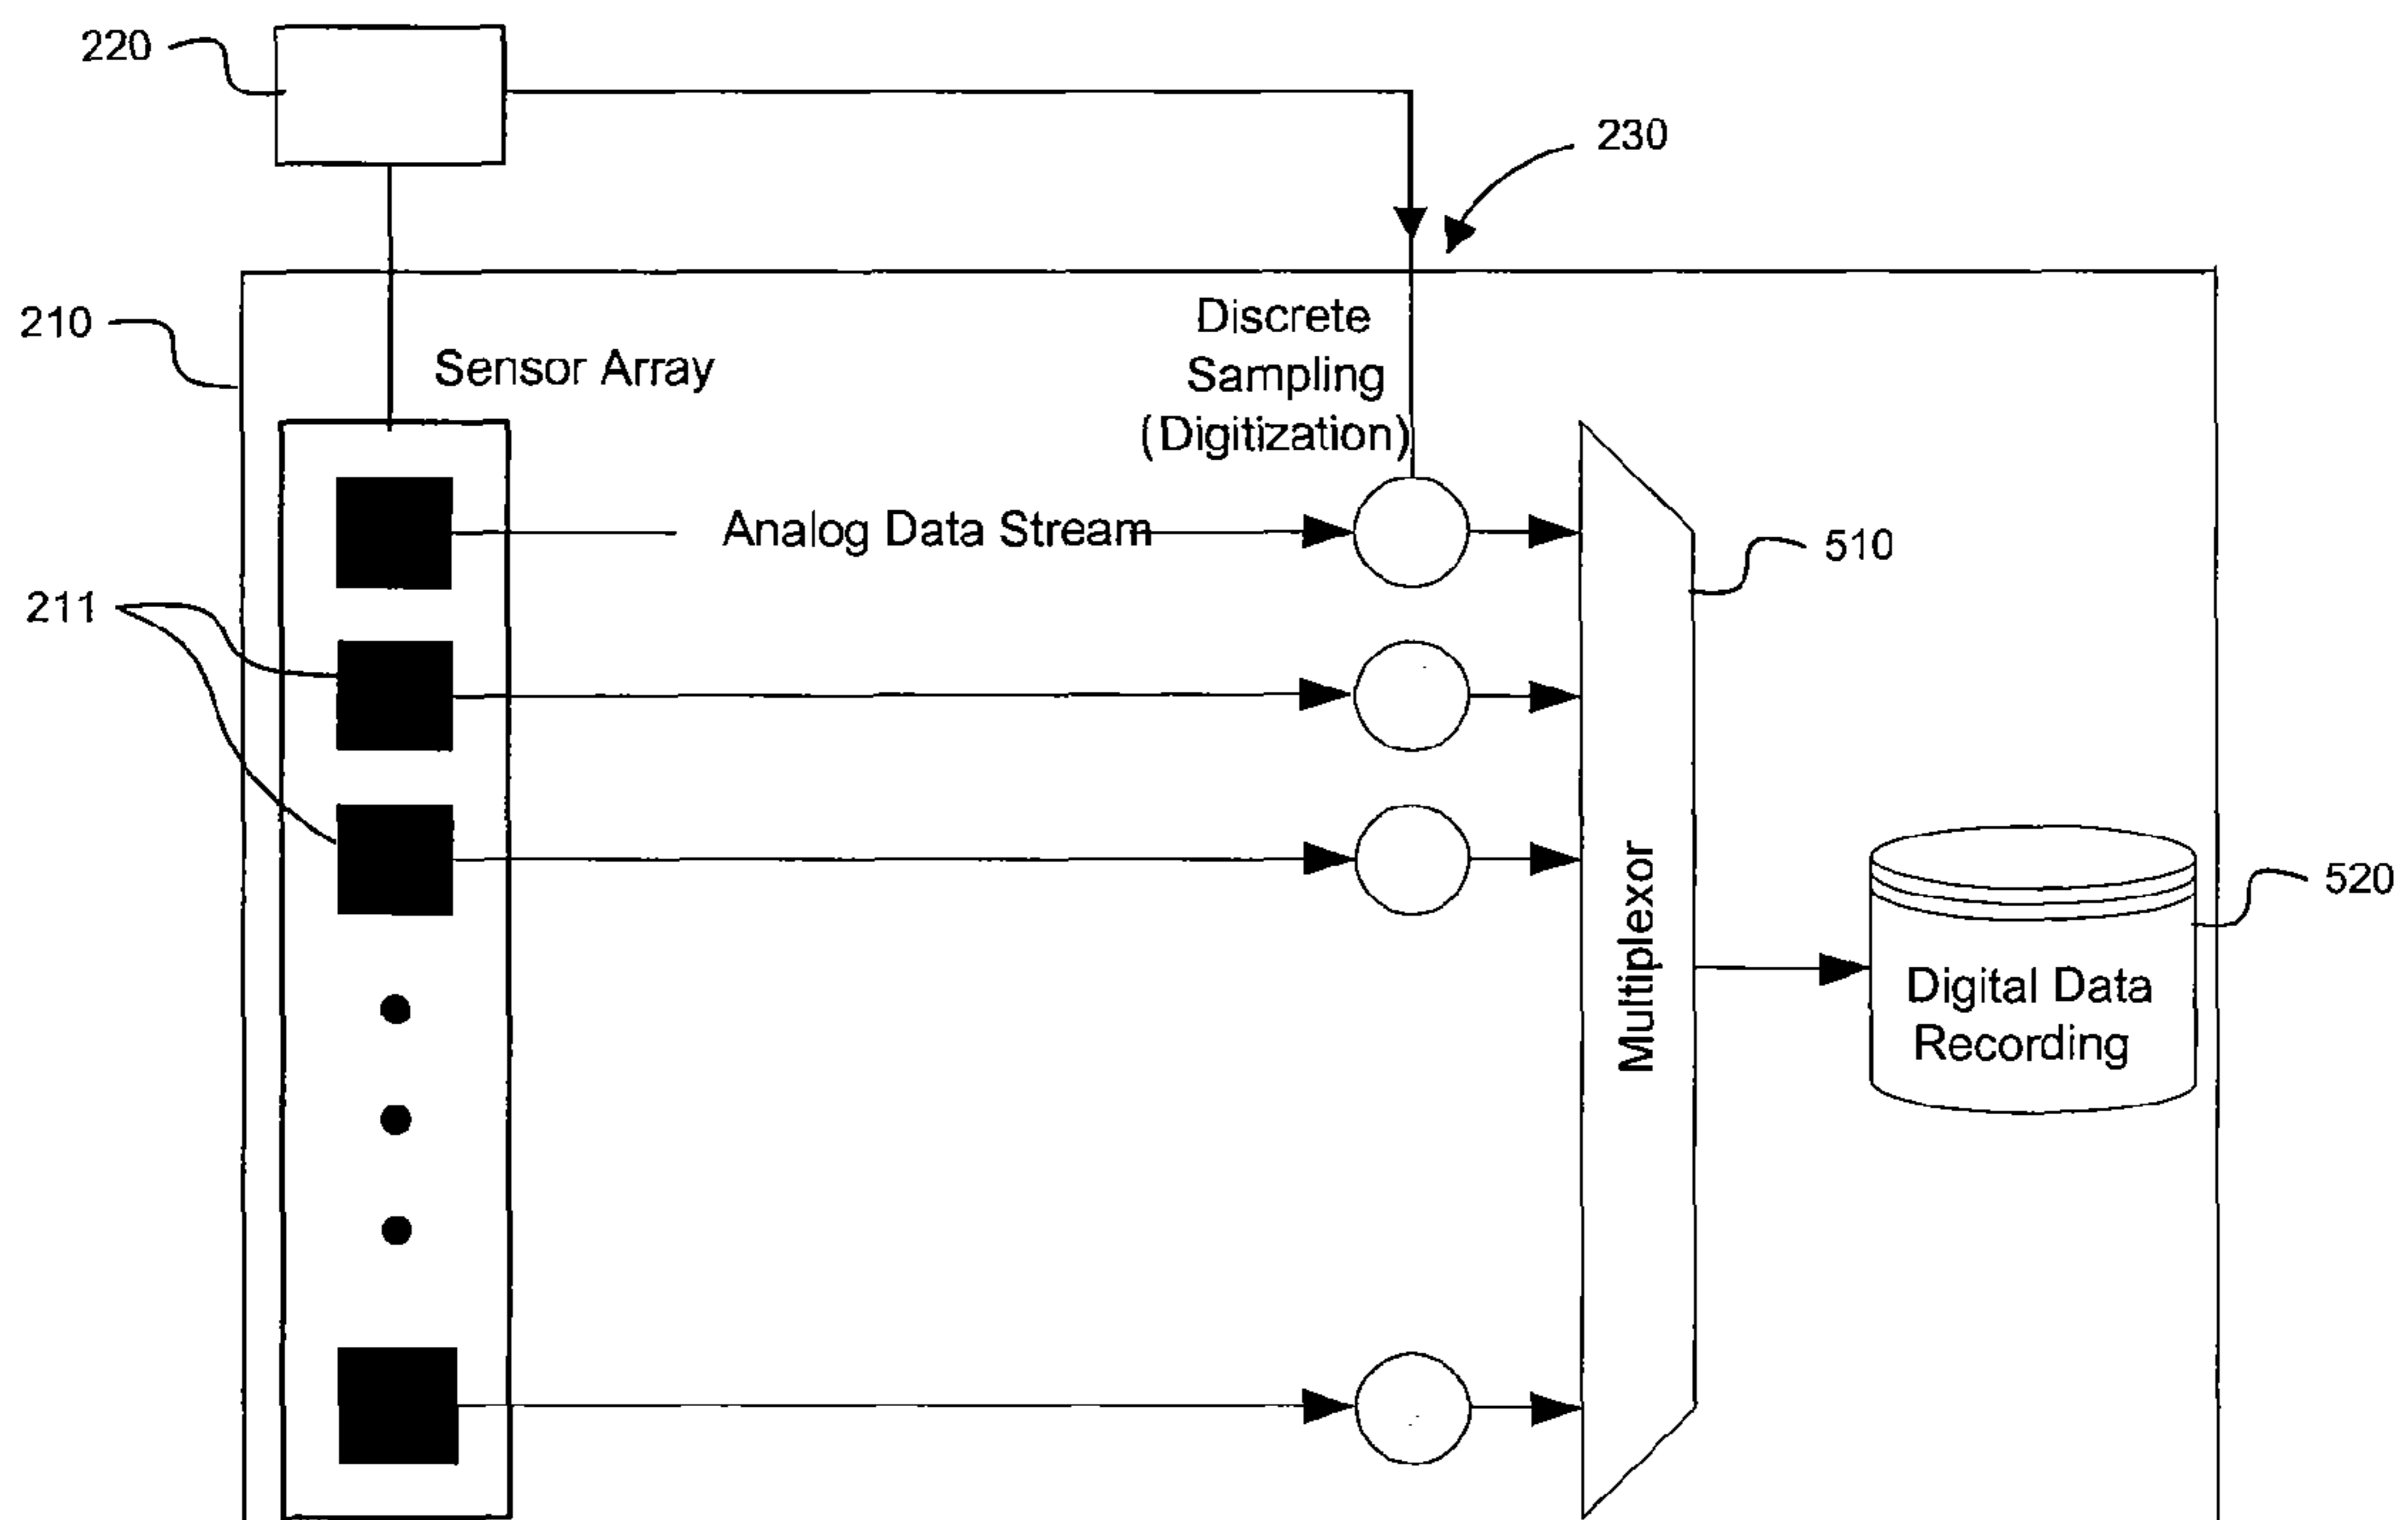 220
230
210
Discrete
Sampling
(Digitization)
Sensor Array
Analog Data Stream
510
211
Multiplexor
520
Digital Data
Recording